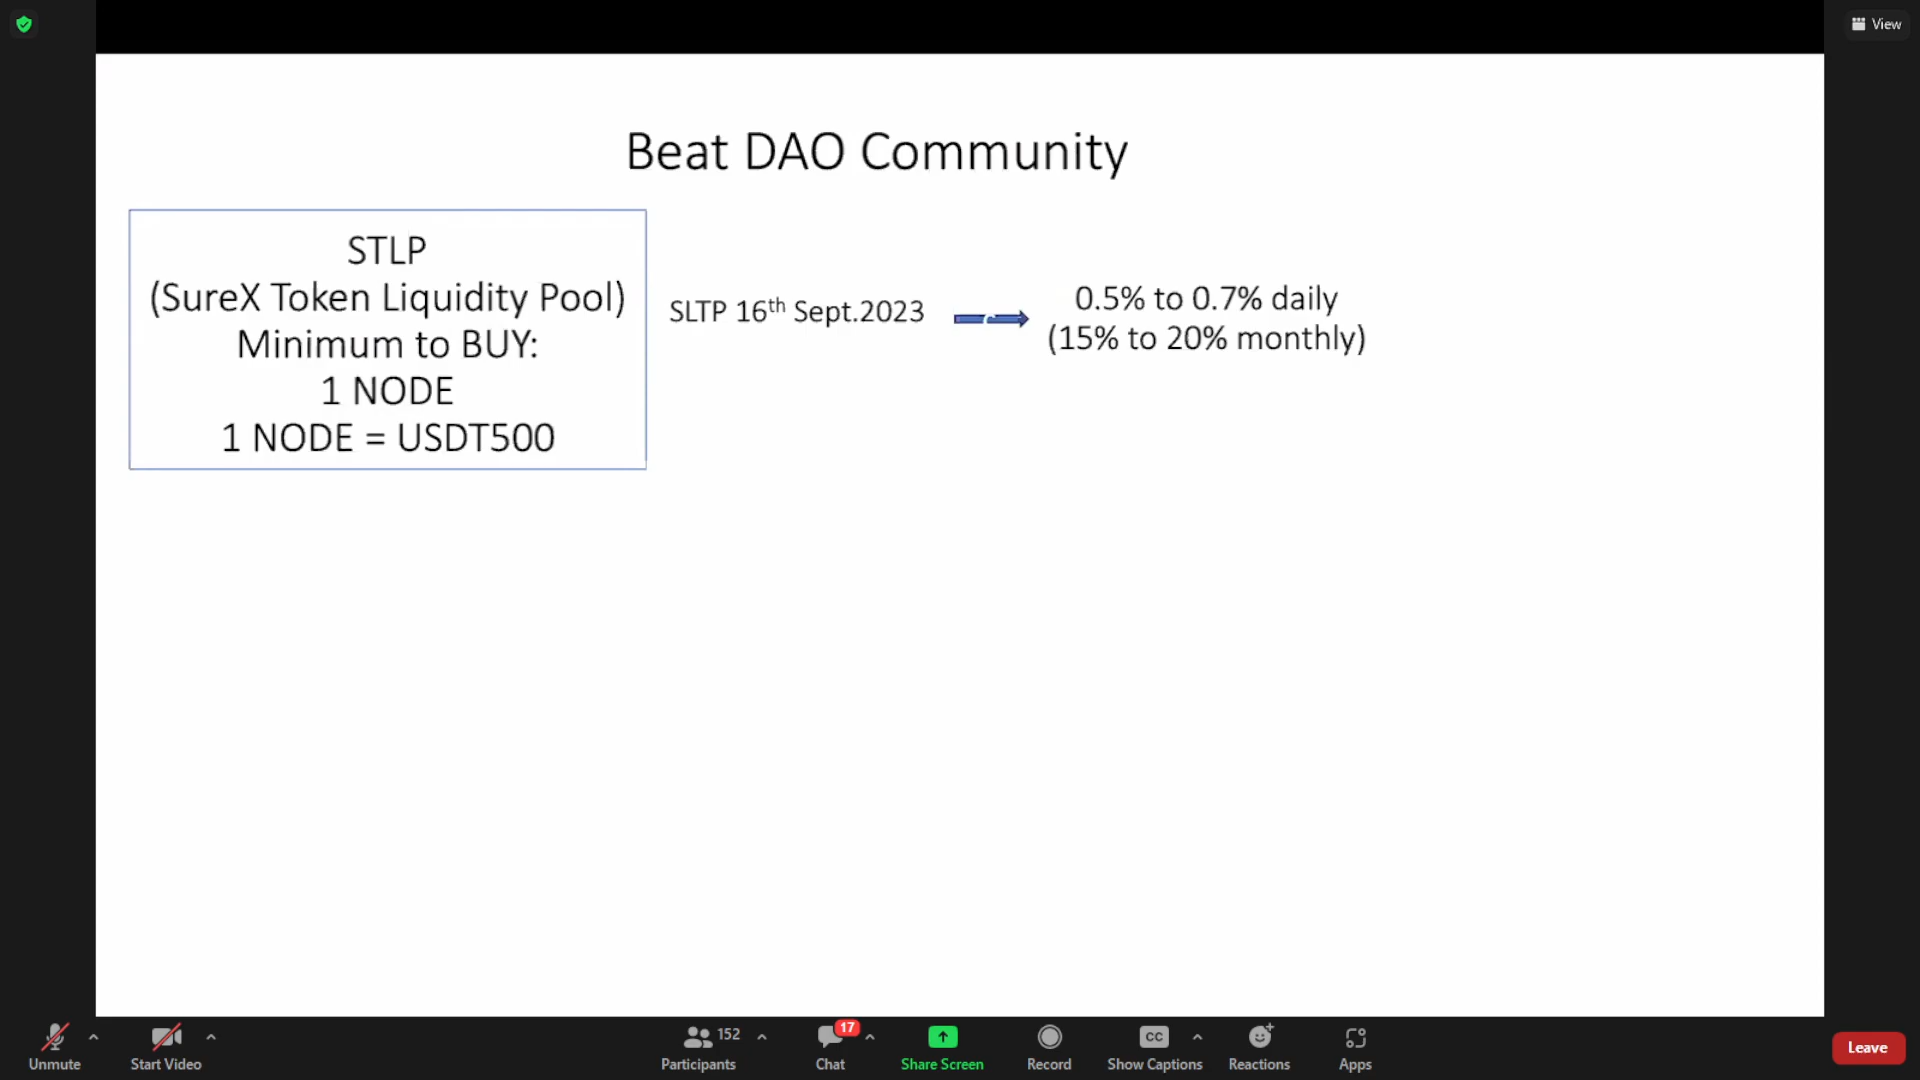 View
Beat DAO Community
STLP
(SureX Token Liquidity Pool)
Minimum to BUY:
1 NODE
1 NODE = USDT500
SLTP 16th Sept.2023
0.5% to 0.7% daily
(15% to 20% monthly)
Unmute
Start Video
152
Participants
17
Chat
Share Screen
Record
CC
Show Captions
Reactions
Apps
Leave